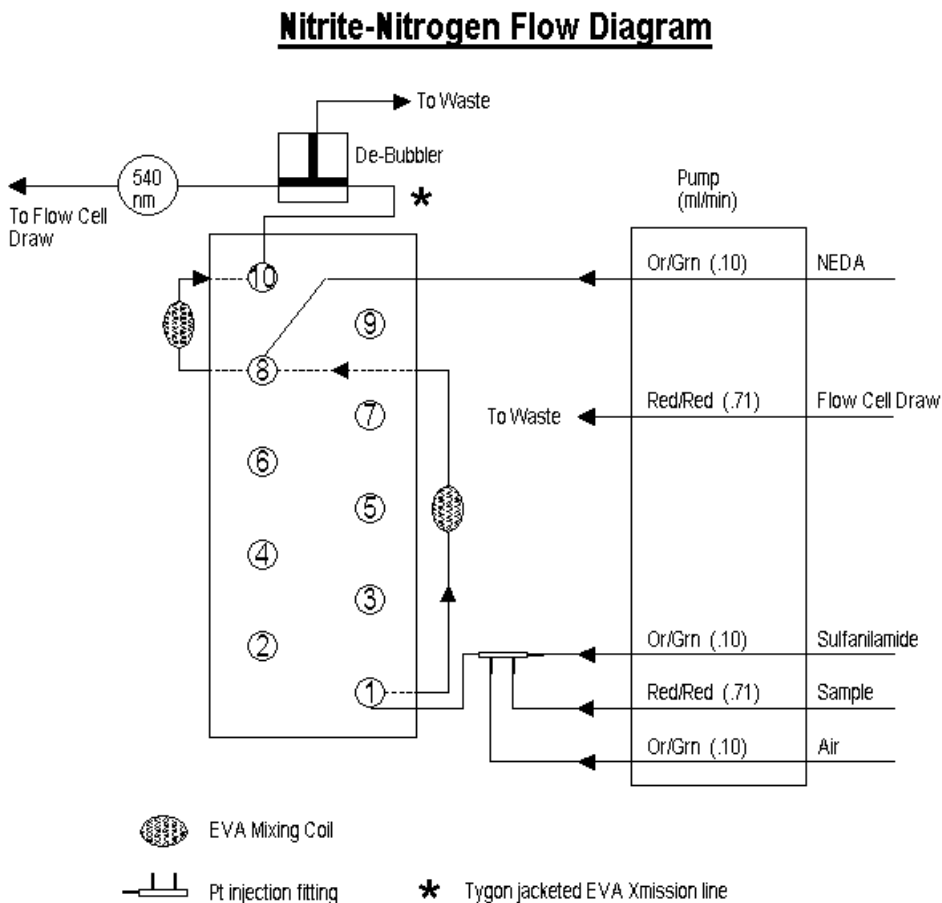 Nitrite-Nitrogen Flow Diagram
To Waste
De-Bubbler
540
nm
To Flow Cell
Draw
*
Pump
(ml/min)
10
Or/Grn (.10) NEDA
9
8
Red/Red (.71) Flow Cell Draw
To Waste
7
6
5
4
3
Or/Grn (.10) Sulfanilamide
2
1
Red/Red (.71) Sample
Or/Grn (.10) Air
EVA Mixing Coil
Pt injection fitting
* Tygon jacketed EVA Xmission line